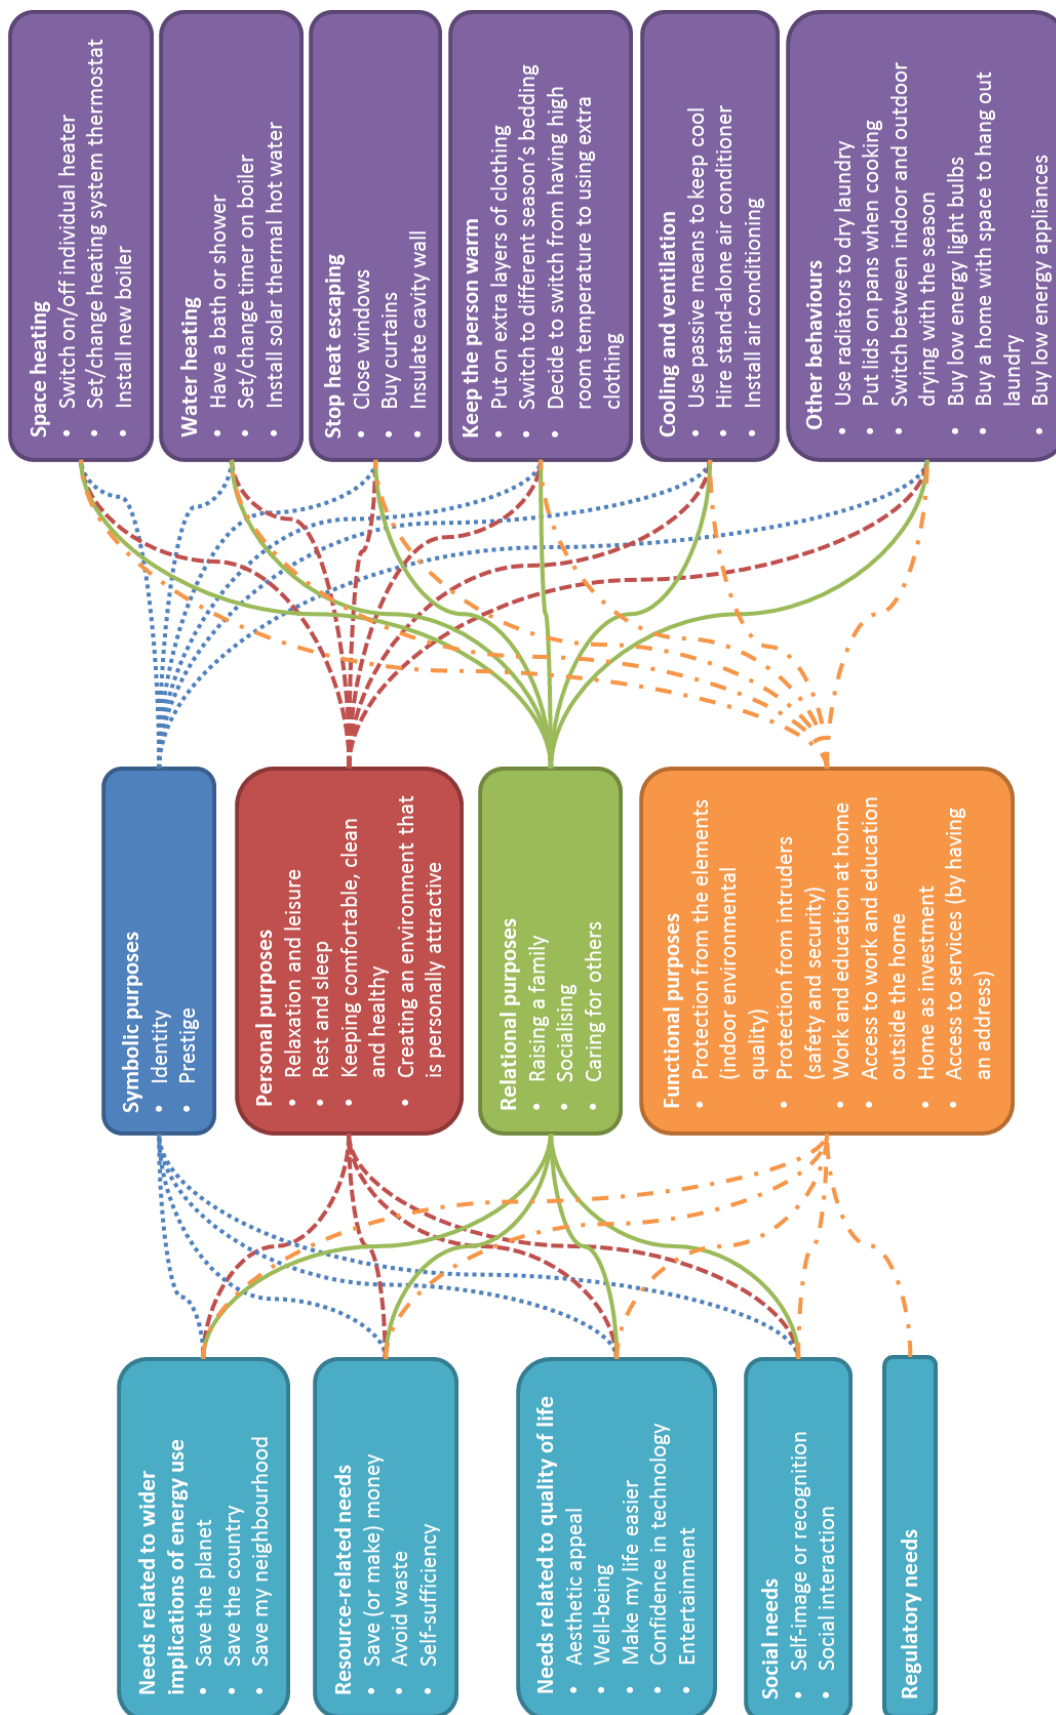 Needs related to wider
implications of energy use
• Save the planet
• Save the country
• Save my neighbourhood
Resource-related needs
• Save (or make) money
• Avoid waste
• Self-sufficiency
Needs related to quality of life
• Aesthetic appeal
• Well-being
• Make my life easier
• Confidence in technology
• Entertainment
Social needs
• Self-image or recognition
• Social interaction
Regulatory needs
Symbolic purposes
• Identity
• Prestige
Personal purposes
• Relaxation and leisure
• Rest and sleep
• Keeping comfortable, clean
and healthy
• Creating an environment that
is personally attractive
Relational purposes
• Raising a family
• Socialising
• Caring for others
Functional purposes
• Protection from the elements
(indoor environmental
quality)
• Protection from intruders
(safety and security)
• Work and education at home
• Access to work and education
outside the home
• Home as investment
• Access to services (by having
an address)
Space heating
• Switch on/off individual heater
• Set/change heating system thermostat
• Install new boiler
Water heating
• Have a bath or shower
• Set/change timer on boiler
• Install solar thermal hot water
Stop heat escaping
• Close windows
• Buy curtains
• Insulate cavity wall
Keep the person warm
• Put on extra layers of clothing
• Switch to different season's bedding
• Decide to switch from having high
room temperature to using extra
clothing
Cooling and ventilation
• Use passive means to keep cool
• Hire stand-alone air conditioner
• Install air conditioning
Other behaviours
• Use radiators to dry laundry
• Put lids on pans when cooking
• Switch between indoor and outdoor
drying with the season
• Buy low energy light bulbs
• Buy a home with space to hang out
laundry
• Buy low energy appliances